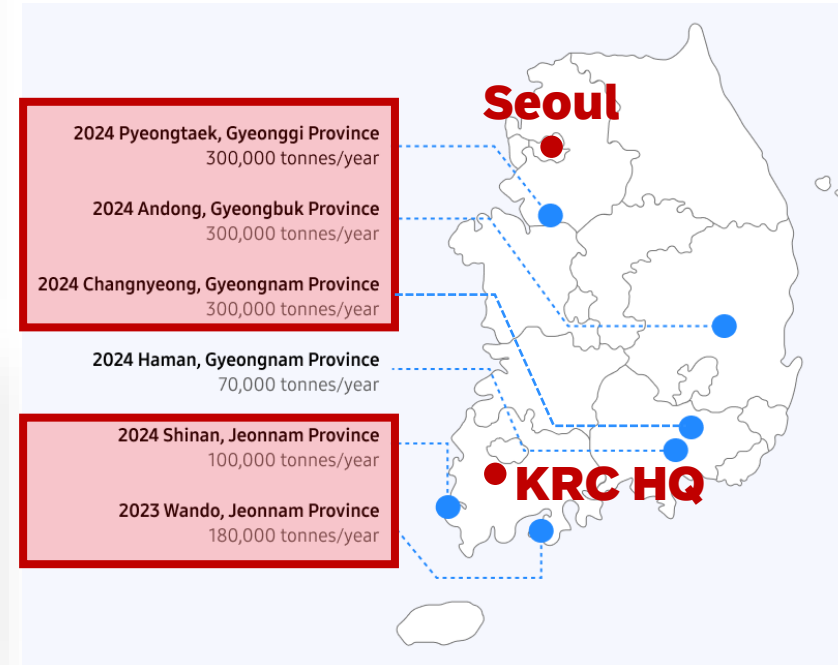 Seoul
2024 Pyeongtaek, Gyeonggi Province
300,000 tonnes/year
2024 Andong, Gyeongbuk Province
300,000 tonnes/year
2024 Changnyeong, Gyeongnam Province
300,000 tonnes/year
2024 Haman, Gyeongnam Province
70,000 tonnes/year
2024 Shinan, Jeonnam Province
100,000 tonnes/year
KRC HQ
2023 Wando, Jeonnam Province
180,000 tonnes/year